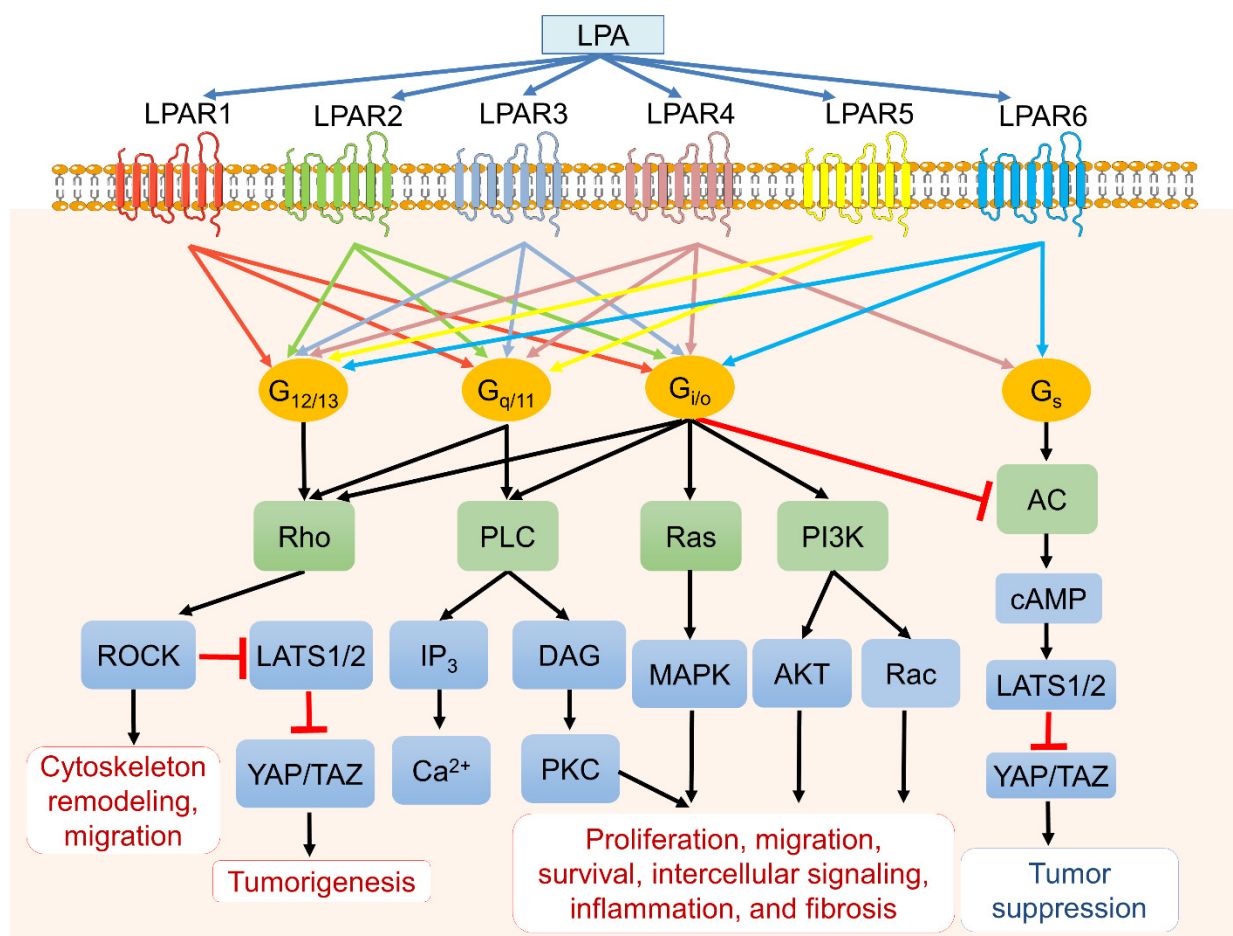 LPA
LPAR1
LPAR2
LPAR3
LPAR4
LPAR5
LPAR6
G12/13
Gq/11
Gi/o
Gs
Rho
PLC
Ras
PI3K
AC
cAMP
ROCK
LATS1/2
IP3
DAG
MAPK
AKT
Rac
LATS1/2
YAP/TAZ
Ca2+
PKC
YAP/TAZ
Cytoskeleton
remodeling,
migration
Tumorigenesis
Proliferation, migration,
survival, intercellular signaling,
inflammation, and fibrosis
Tumor
suppression